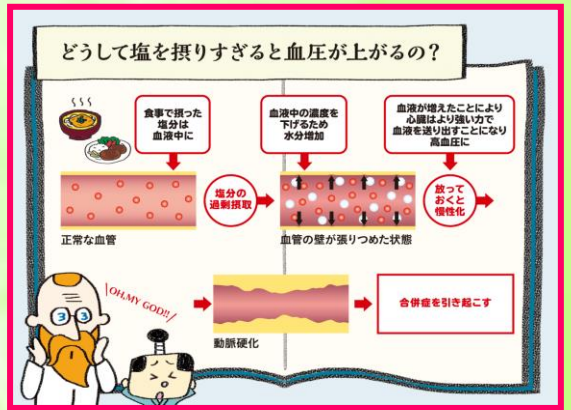 どうして塩を摂りすぎると血圧が上がるの？
食事で摂った
塩分は
血液中に
血液中の濃度を
下げるため
水分増加
血液が増えたことにより
心臓はより強い力で
血液を送り出すことになり
高血圧に
塩分の
過剰摂取
放って
おくと
慢性化
正常な血管
血管の壁が張りつめた状態
OH,MY GOD!!
動脈硬化
合併症を引き起こす